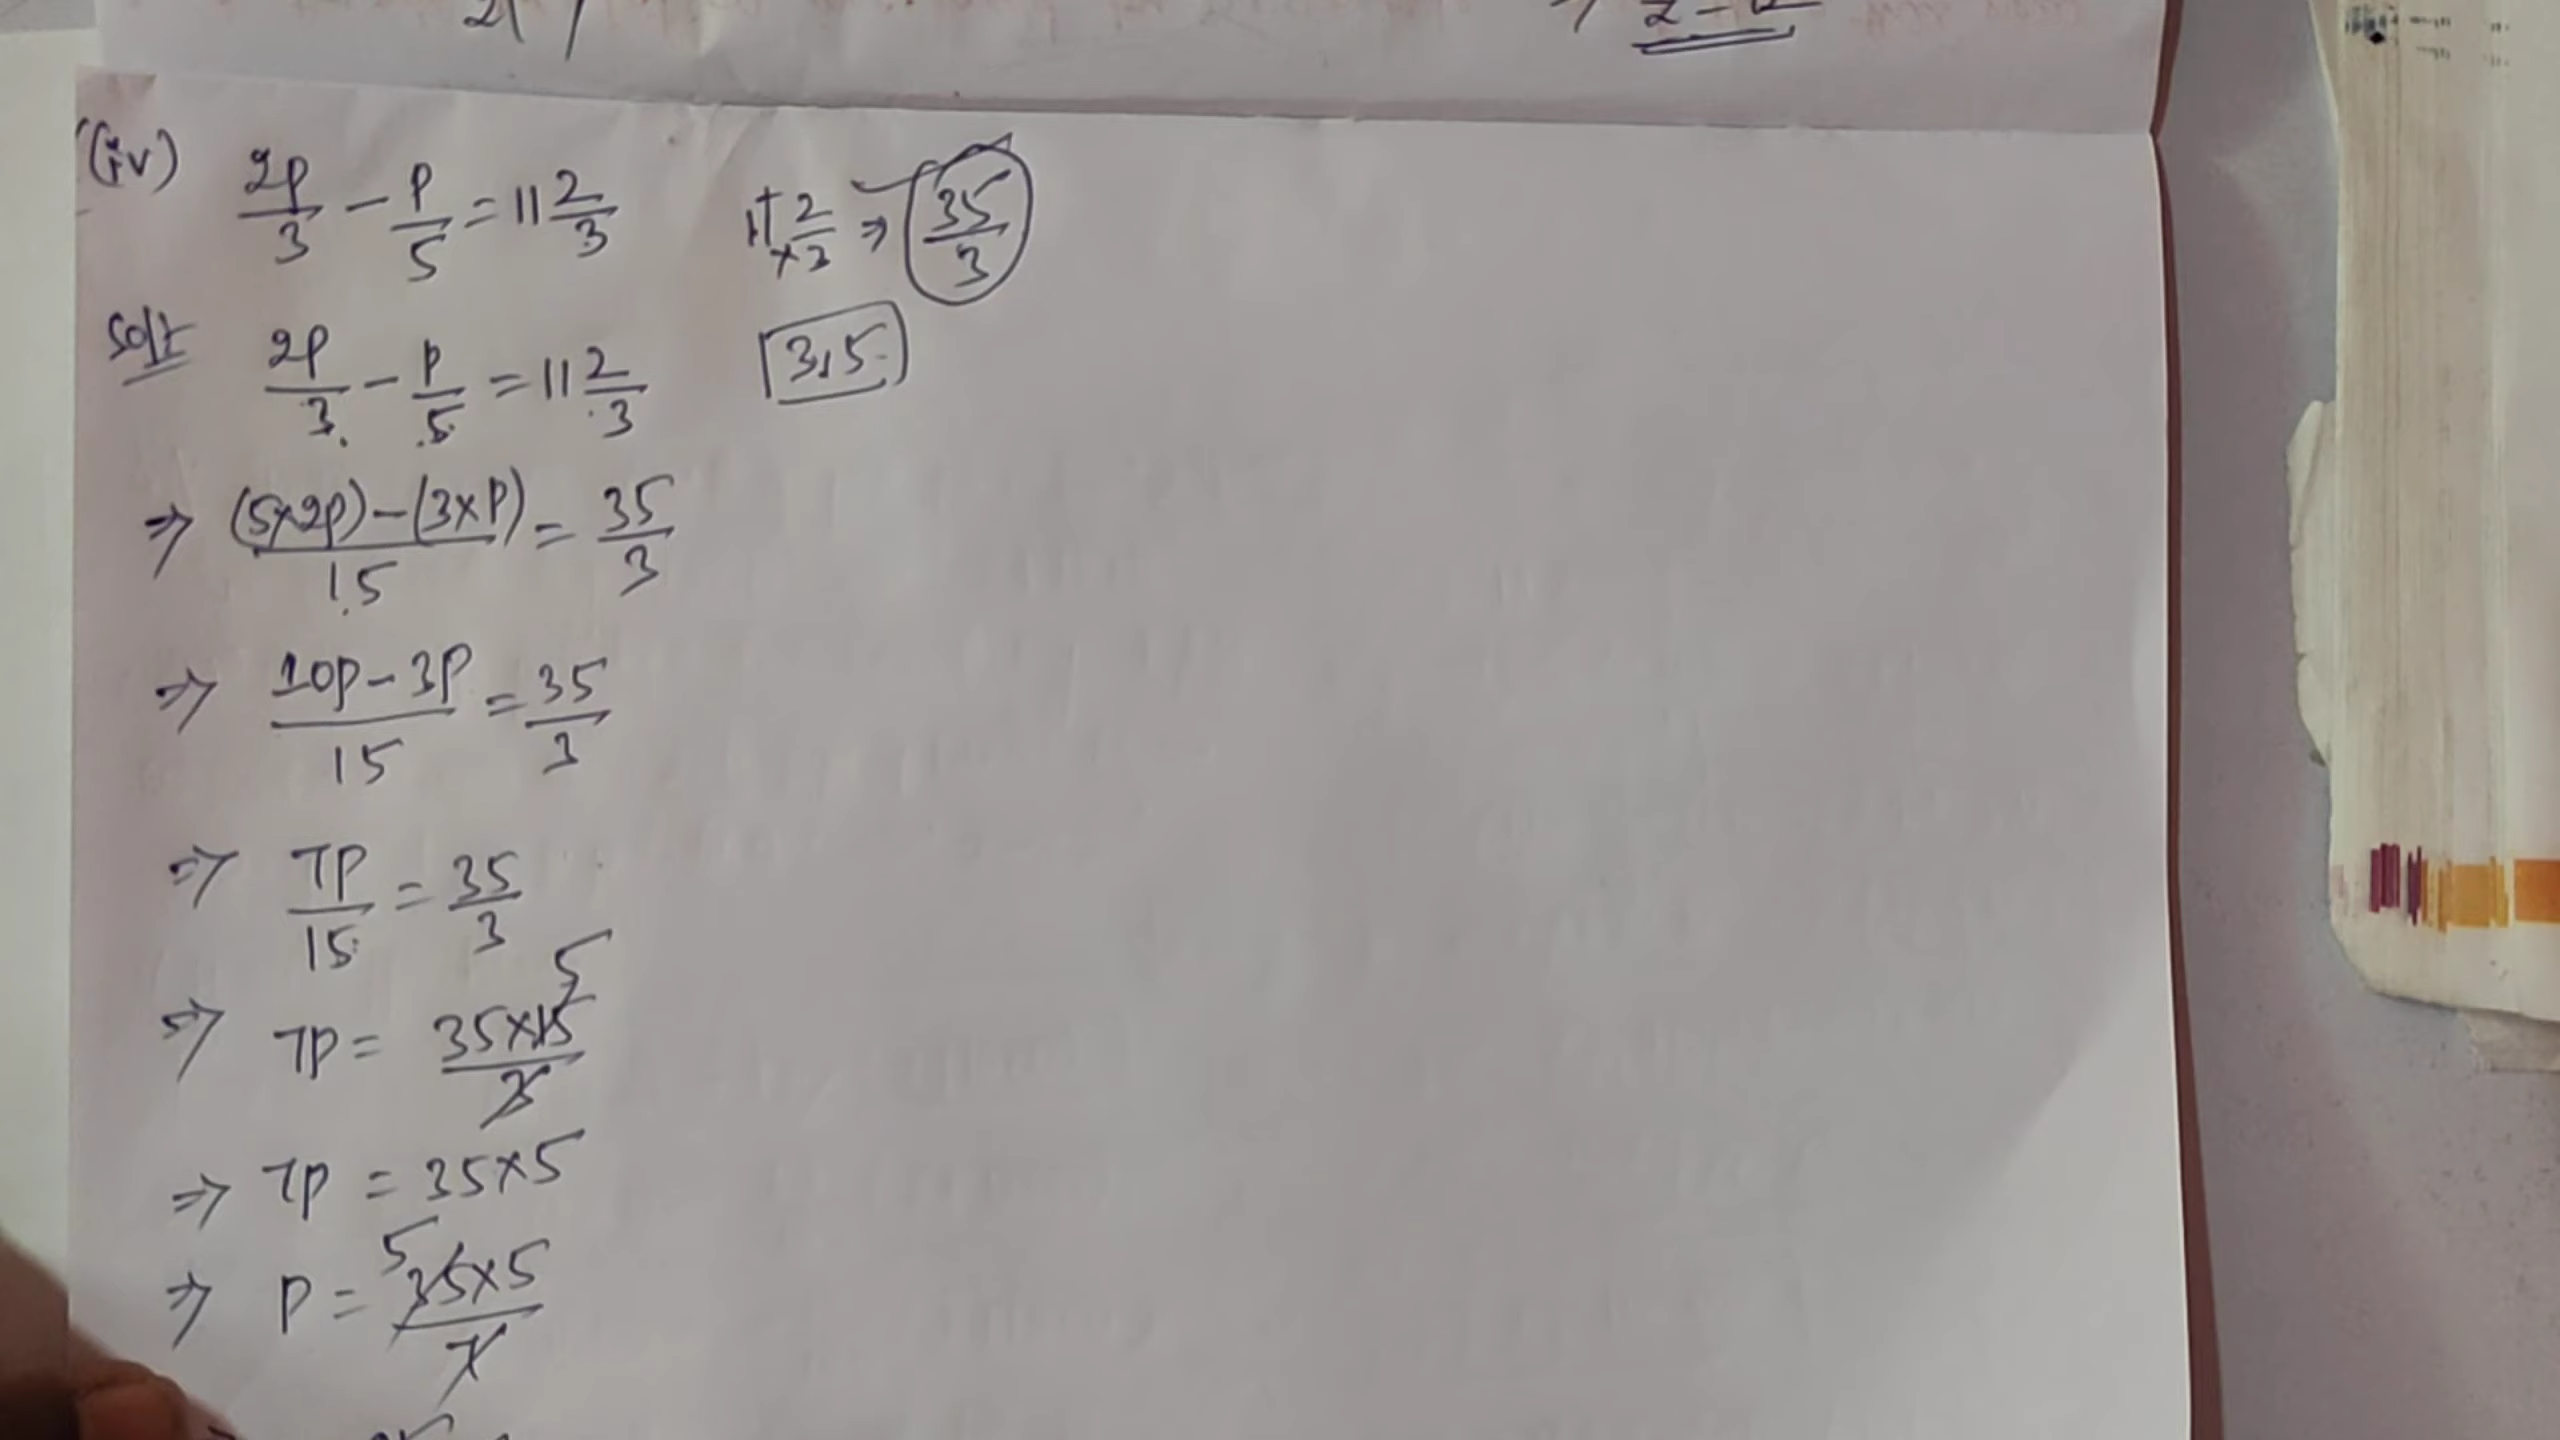 (iv) 2p/3 - p/5 = 11 2/3 11 + 2/×3 ⇒ 35/3
Sol: 2p/3 - p/5 = 11 2/3 3,5
⇒ (5×2p) - (3×p)/15 = 35/3
⇒ 10p - 3p/15 = 35/3
⇒ 7p/15 = 35/3
⇒ 7p = 35×15/3 5
⇒ 7p = 35×5
⇒ p = 5 35×5/7